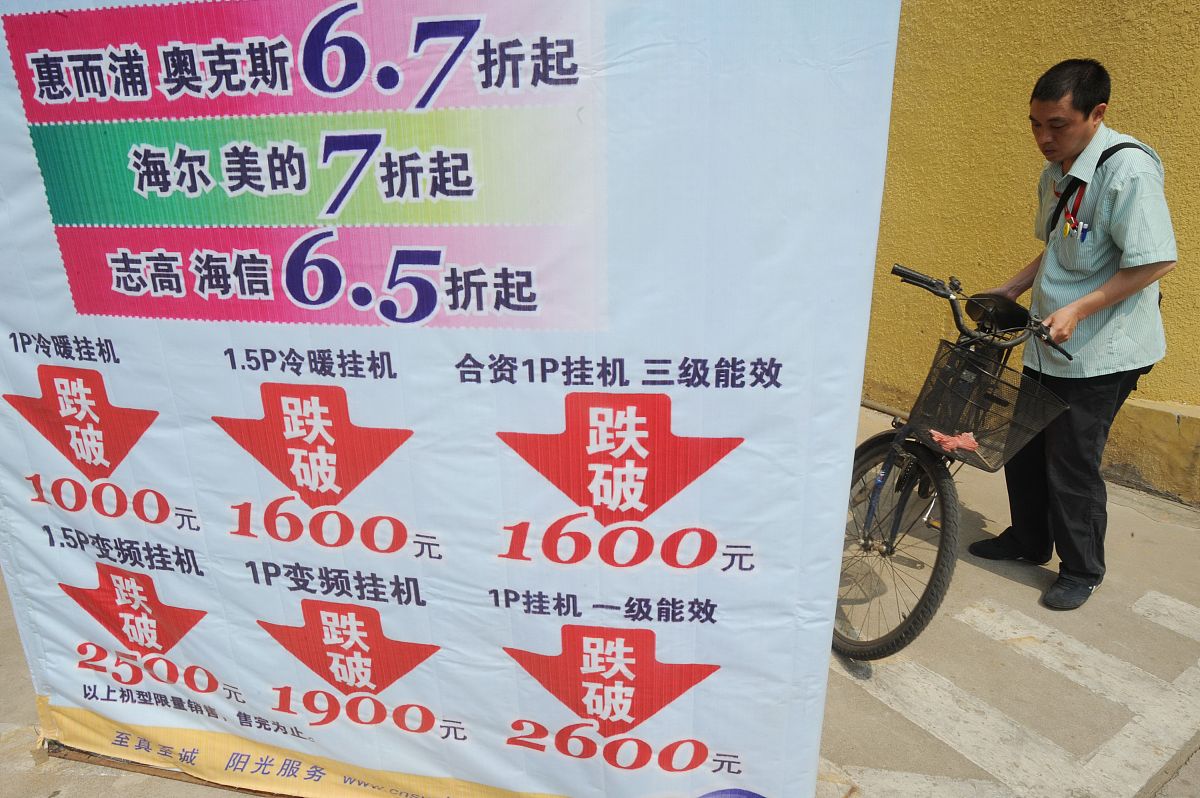 惠而浦 奥克斯 6.7 折起
海尔 美的 7 折起
志高 海信 6.5 折起
1P冷暖挂机
跌破
1000元
1.5P冷暖挂机
跌破
1600元
合资1P挂机 三级能效
跌破
1600元
1.5P变频挂机
跌破
2500元
1P变频挂机
跌破
1900元
1P挂机 一级能效
跌破
2600元
以上机型限量销售，售完为止。
至真至诚 阳光服务